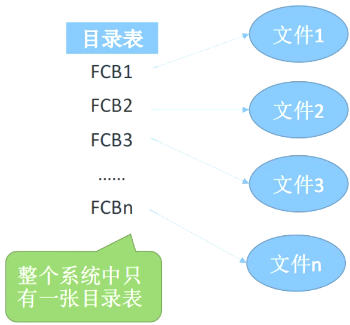 目录表
FCB1
FCB2
FCB3
......
FCBn
文件1
文件2
文件3
文件n
整个系统中只
有一张目录表